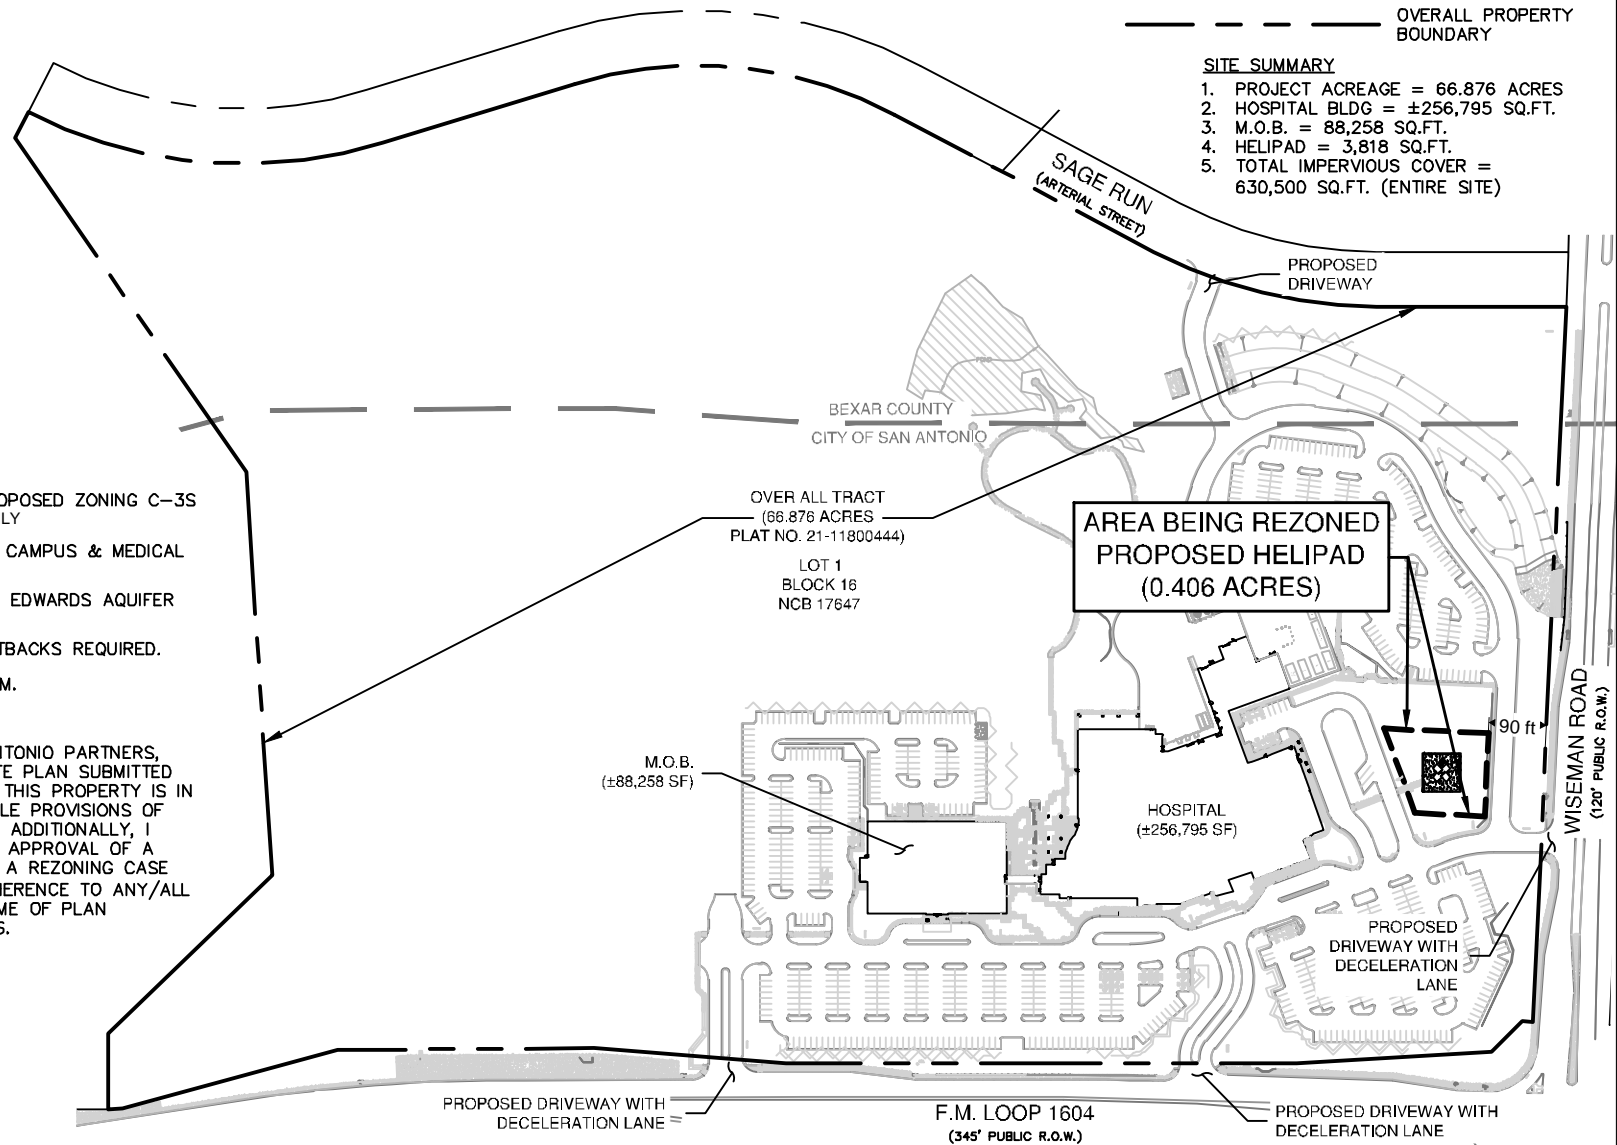 OVERALL PROPERTY
BOUNDARY
SITE SUMMARY
1. PROJECT ACREAGE = 66.876 ACRES
2. HOSPITAL BLDG = ±256,795 SQ.FT.
3. M.O.B. = 88,258 SQ.FT.
4. HELIPAD = 3,818 SQ.FT.
5. TOTAL IMPERVIOUS COVER =
630,500 SQ.FT. (ENTIRE SITE)
SAGE RUN
(ARTERIAL STREET)
PROPOSED
DRIVEWAY
BEXAR COUNTY
CITY OF SAN ANTONIO
OVER ALL TRACT
(66.876 ACRES
PLAT NO. 21-11800444)
LOT 1
BLOCK 16
NCB 17647
AREA BEING REZONED
PROPOSED HELIPAD
(0.406 ACRES)
OPOSED ZONING C-3S
LY
CAMPUS & MEDICAL
EDWARDS AQUIFER
TBACKS REQUIRED.
M.
NTONIO PARTNERS,
TE PLAN SUBMITTED
THIS PROPERTY IS IN
LE PROVISIONS OF
ADDITIONALLY, I
APPROVAL OF A
A REZONING CASE
HERENCE TO ANY/ALL
ME OF PLAN
S.
90 ft
WISEMAN ROAD
(120' PUBLIC R.O.W.)
M.O.B.
(±88,258 SF)
HOSPITAL
(±256,795 SF)
PROPOSED
DRIVEWAY WITH
DECELERATION
LANE
PROPOSED DRIVEWAY WITH
DECELERATION LANE
F.M. LOOP 1604
(345' PUBLIC R.O.W.)
PROPOSED DRIVEWAY WITH
DECELERATION LANE